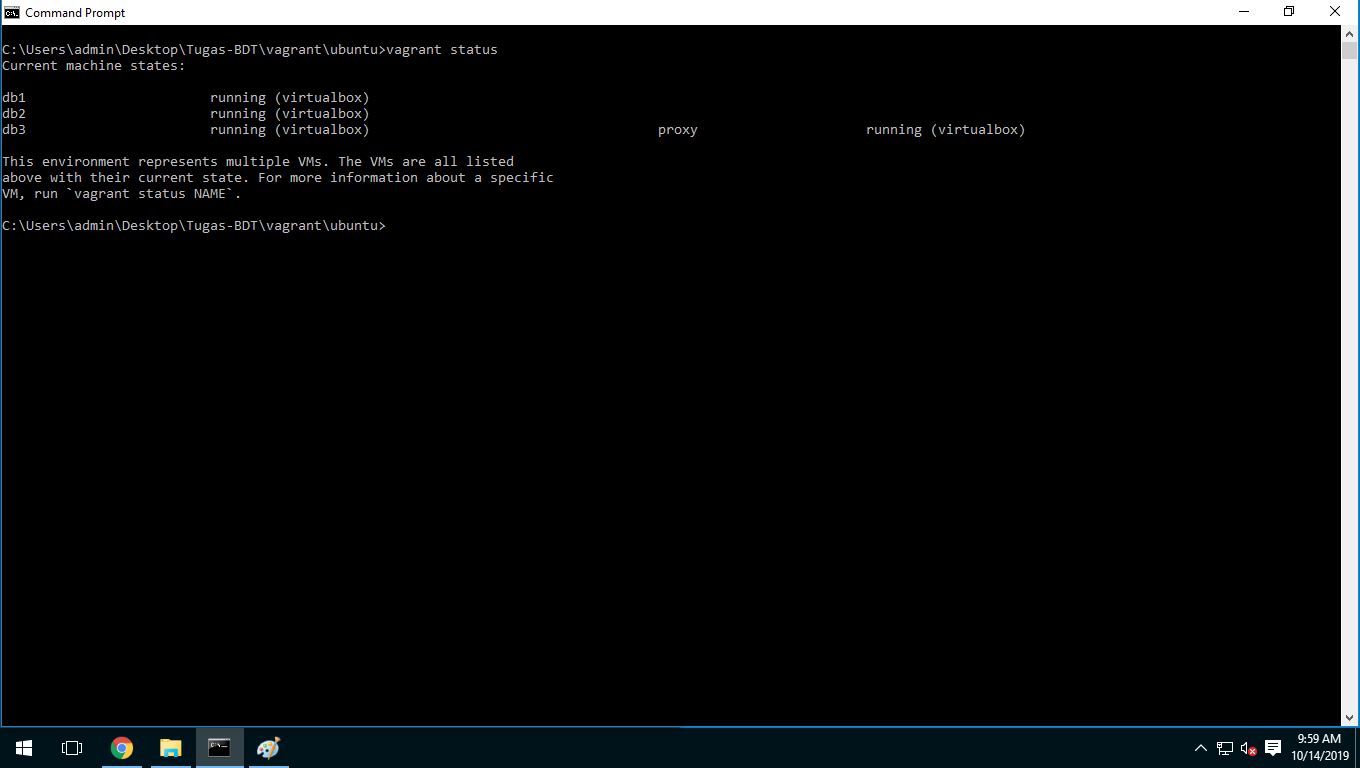 Command Prompt
C:\Users\admin\Desktop\Tugas-BDT\vagrant\ubuntu>vagrant status
Current machine states:
db1                       running (virtualbox)
db2                       running (virtualbox)
db3                       running (virtualbox)                                    proxy                     running (virtualbox)
This environment represents multiple VMs. The VMs are all listed
above with their current state. For more information about a specific
VM, run `vagrant status NAME`.
C:\Users\admin\Desktop\Tugas-BDT\vagrant\ubuntu>
9:59 AM
10/14/2019